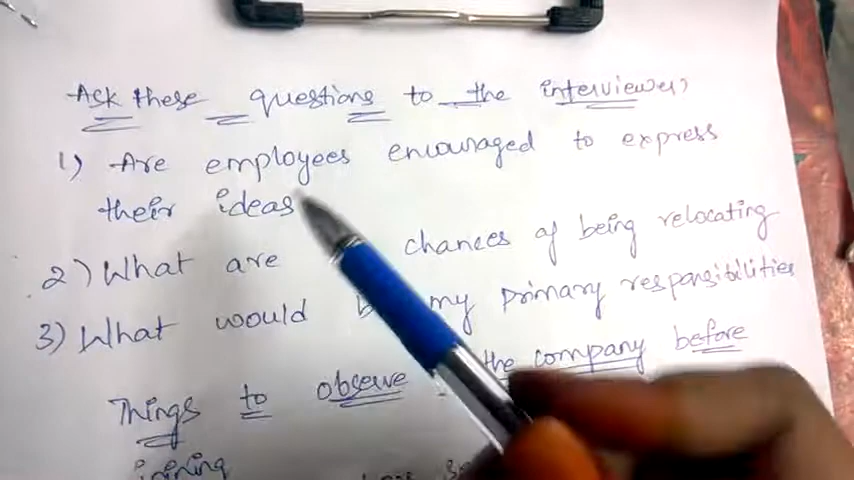 Ask these questions to the interviewer;
1) Are employees encouraged to express
their ideas
2) What are chances of being relocating
3) What would my primary responsibilities
Things to observe the company before
joining